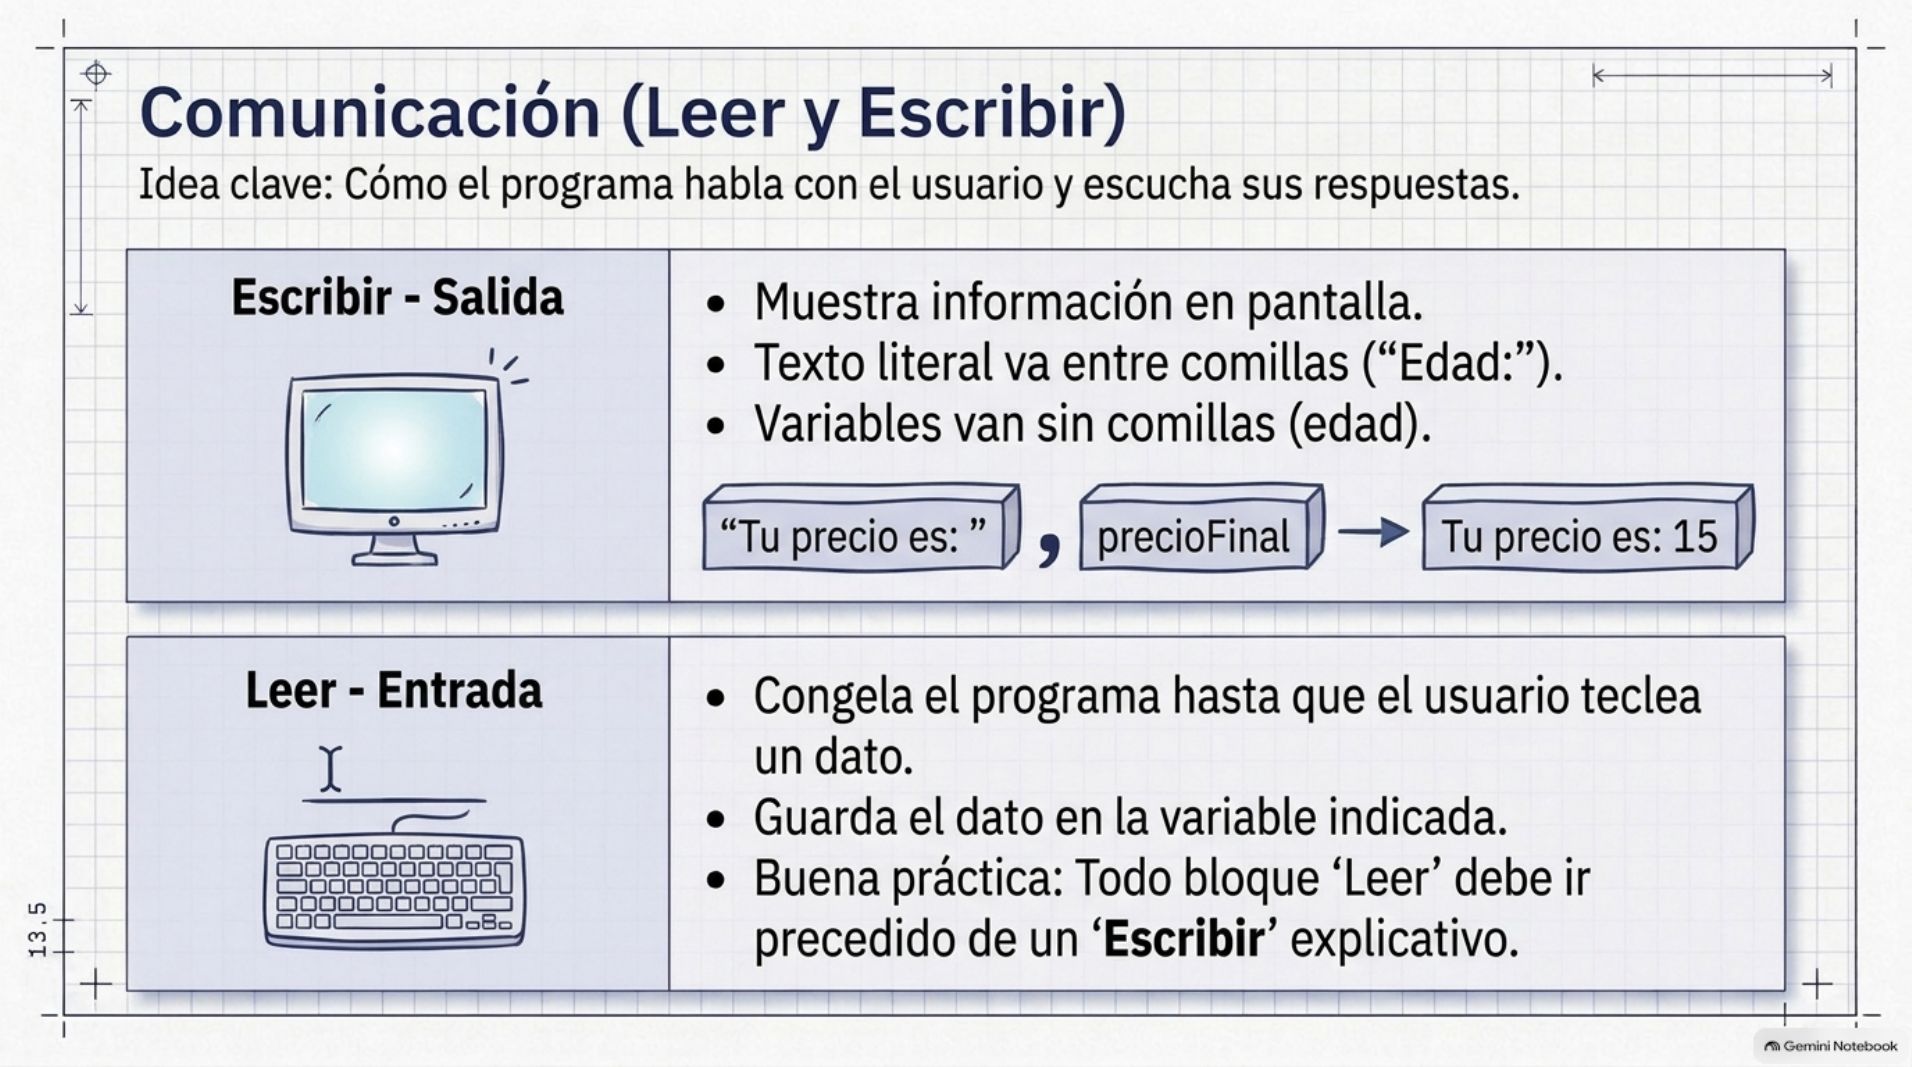 Comunicación (Leer y Escribir)
Idea clave: Cómo el programa habla con el usuario y escucha sus respuestas.
Escribir - Salida
• Muestra información en pantalla.
• Texto literal va entre comillas (“Edad:”).
• Variables van sin comillas (edad).
“Tu precio es: ” , precioFinal → Tu precio es: 15
Leer - Entrada
• Congela el programa hasta que el usuario teclea
un dato.
• Guarda el dato en la variable indicada.
• Buena práctica: Todo bloque ‘Leer’ debe ir
precedido de un ‘Escribir’ explicativo.
13.5
Gemini Notebook